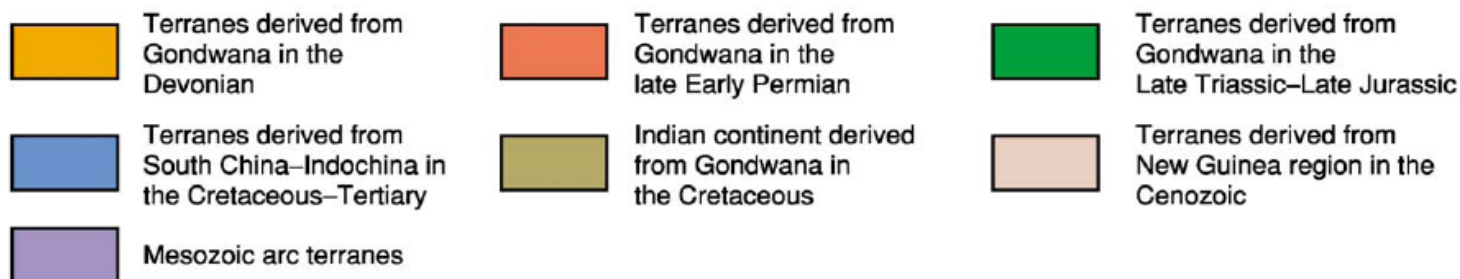 Terranes derived from
Gondwana in the
Devonian
Terranes derived from
Gondwana in the
late Early Permian
Terranes derived from
Gondwana in the
Late Triassic–Late Jurassic
Terranes derived from
South China–Indochina in
the Cretaceous–Tertiary
Indian continent derived
from Gondwana in
the Cretaceous
Terranes derived from
New Guinea region in the
Cenozoic
Mesozoic arc terranes